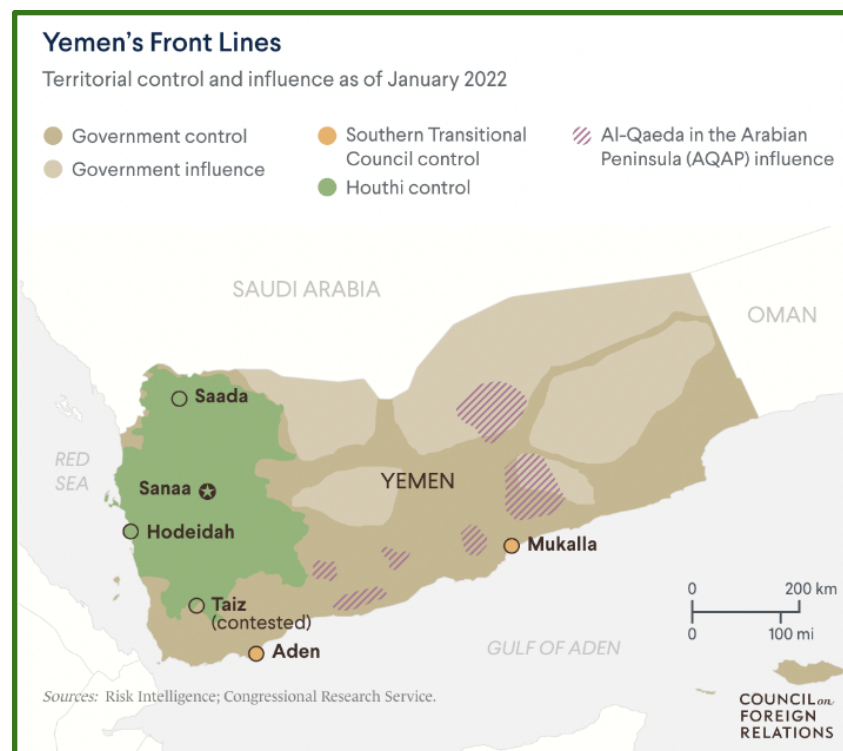 Yemen's Front Lines
Territorial control and influence as of January 2022
Government control
Government influence
Southern Transitional
Council control
Houthi control
Al-Qaeda in the Arabian
Peninsula (AQAP) influence
SAUDI ARABIA
OMAN
Saada
RED
SEA
Sanaa
YEMEN
Hodeidah
Mukalla
Taiz
(contested)
Aden
GULF OF ADEN
0 200 km
0 100 mi
Sources: Risk Intelligence; Congressional Research Service.
COUNCIL on
FOREIGN
RELATIONS